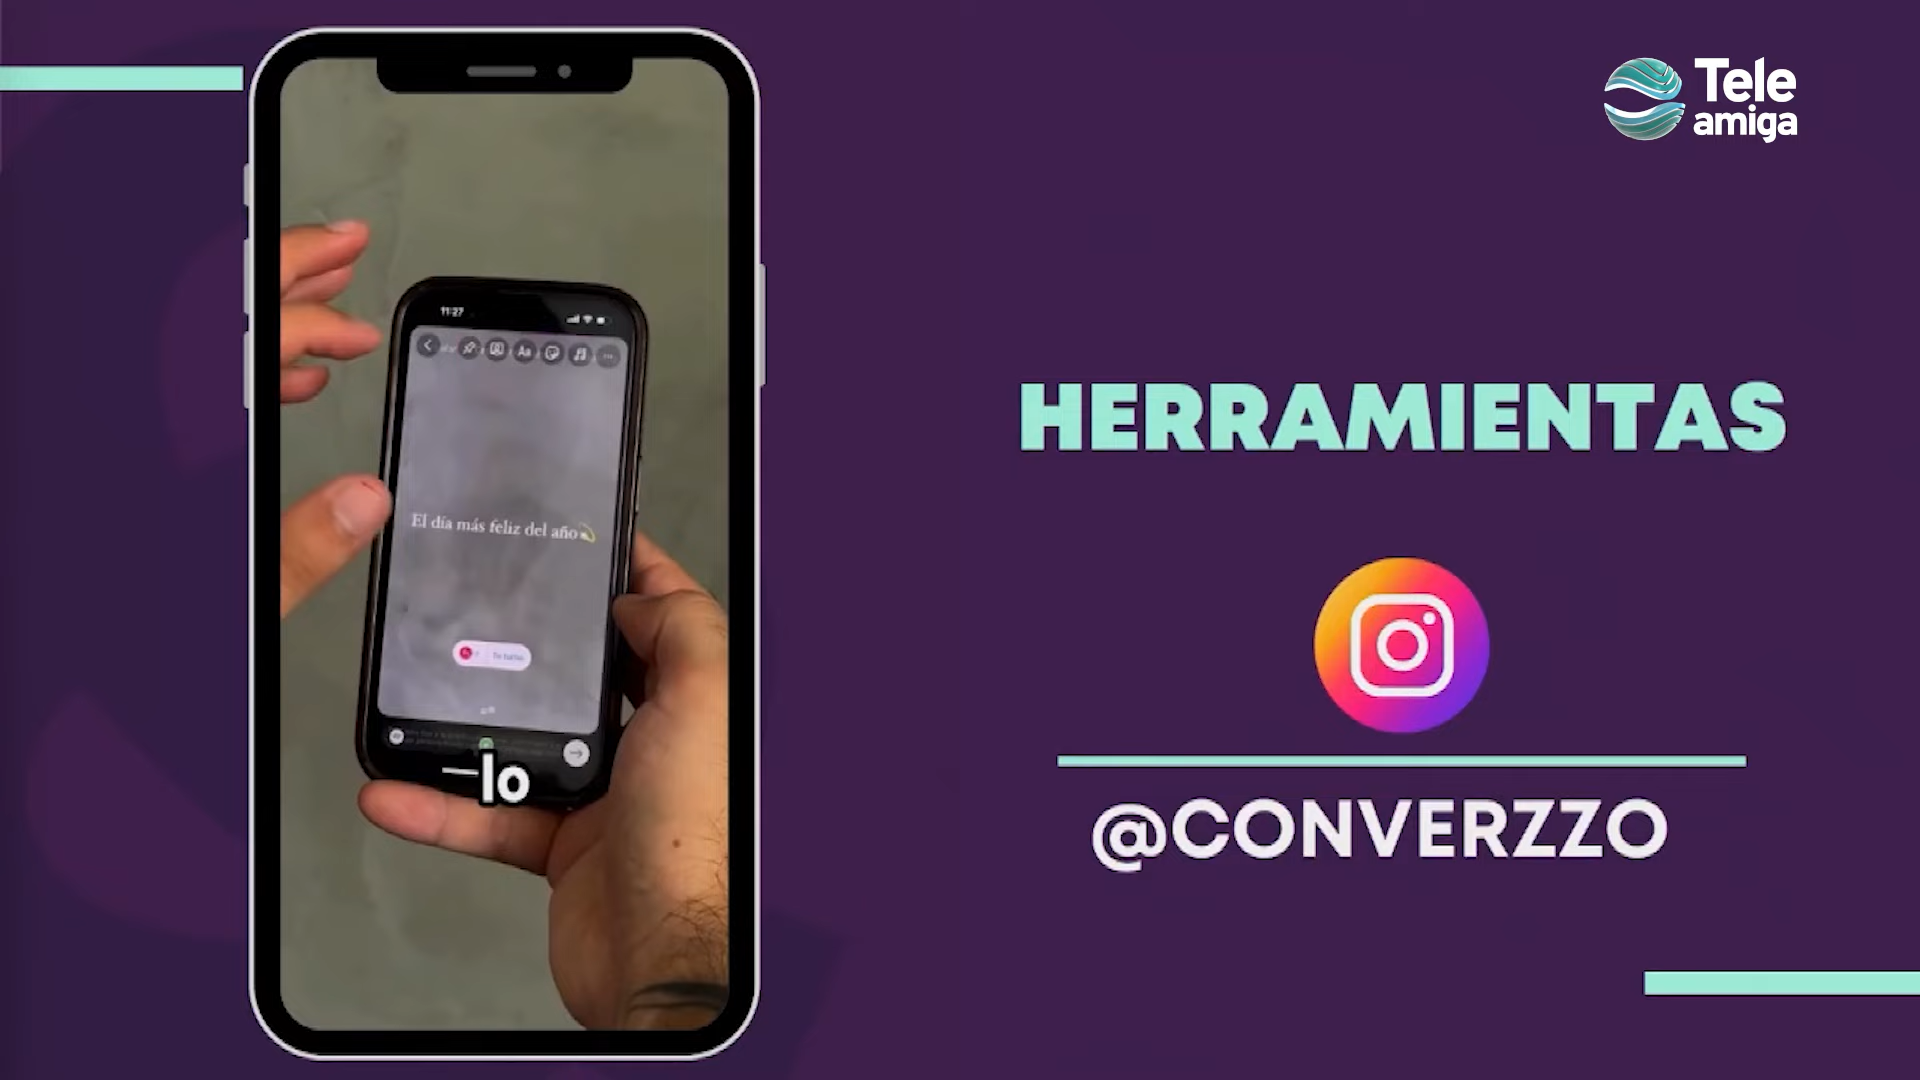 Tele
amiga
11:27
Aa
El día más feliz del año
lo
HERRAMIENTAS
@CONVERZZO